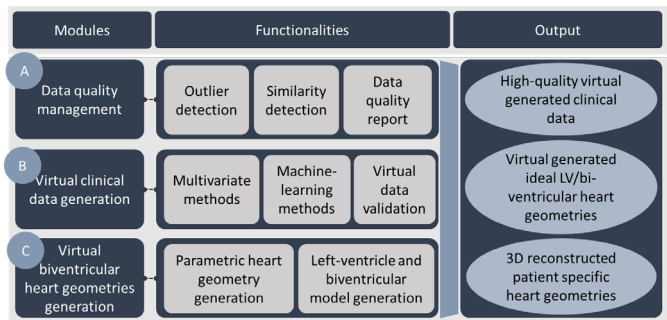 Modules
Functionalities
Output
A
Data quality
management
Outlier
detection
Similarity
detection
Data
quality
report
High-quality virtual
generated clinical
data
B
Virtual clinical
data generation
Multivariate
methods
Machine-
learning
methods
Virtual
data
validation
Virtual generated
ideal LV/bi-
ventricular heart
geometries
C
Virtual
biventricular
heart geometries
generation
Parametric heart
geometry
generation
Left-ventricle and
biventricular
model generation
3D reconstructed
patient specific
heart geometries